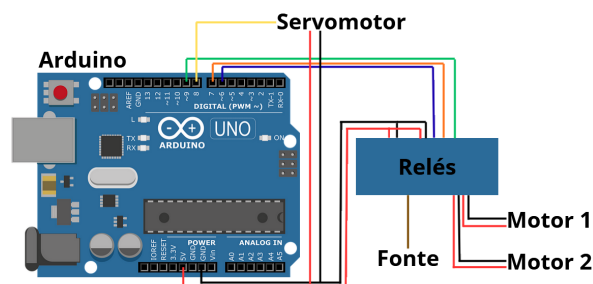 Servomotor
Arduino
AREF
GND
13
12
~11
~10
~9
8
7
~6
~5
4
~3
2
TX-1
RX-0
DIGITAL (PWM ~)
L
TX
RX
UNO
ARDUINO
ON
Relés
Motor 1
Motor 2
Fonte
POWER
ANALOG IN
IOREF
RESET
3.3V
5V
GND
GND
Vin
A0
A1
A2
A3
A4
A5